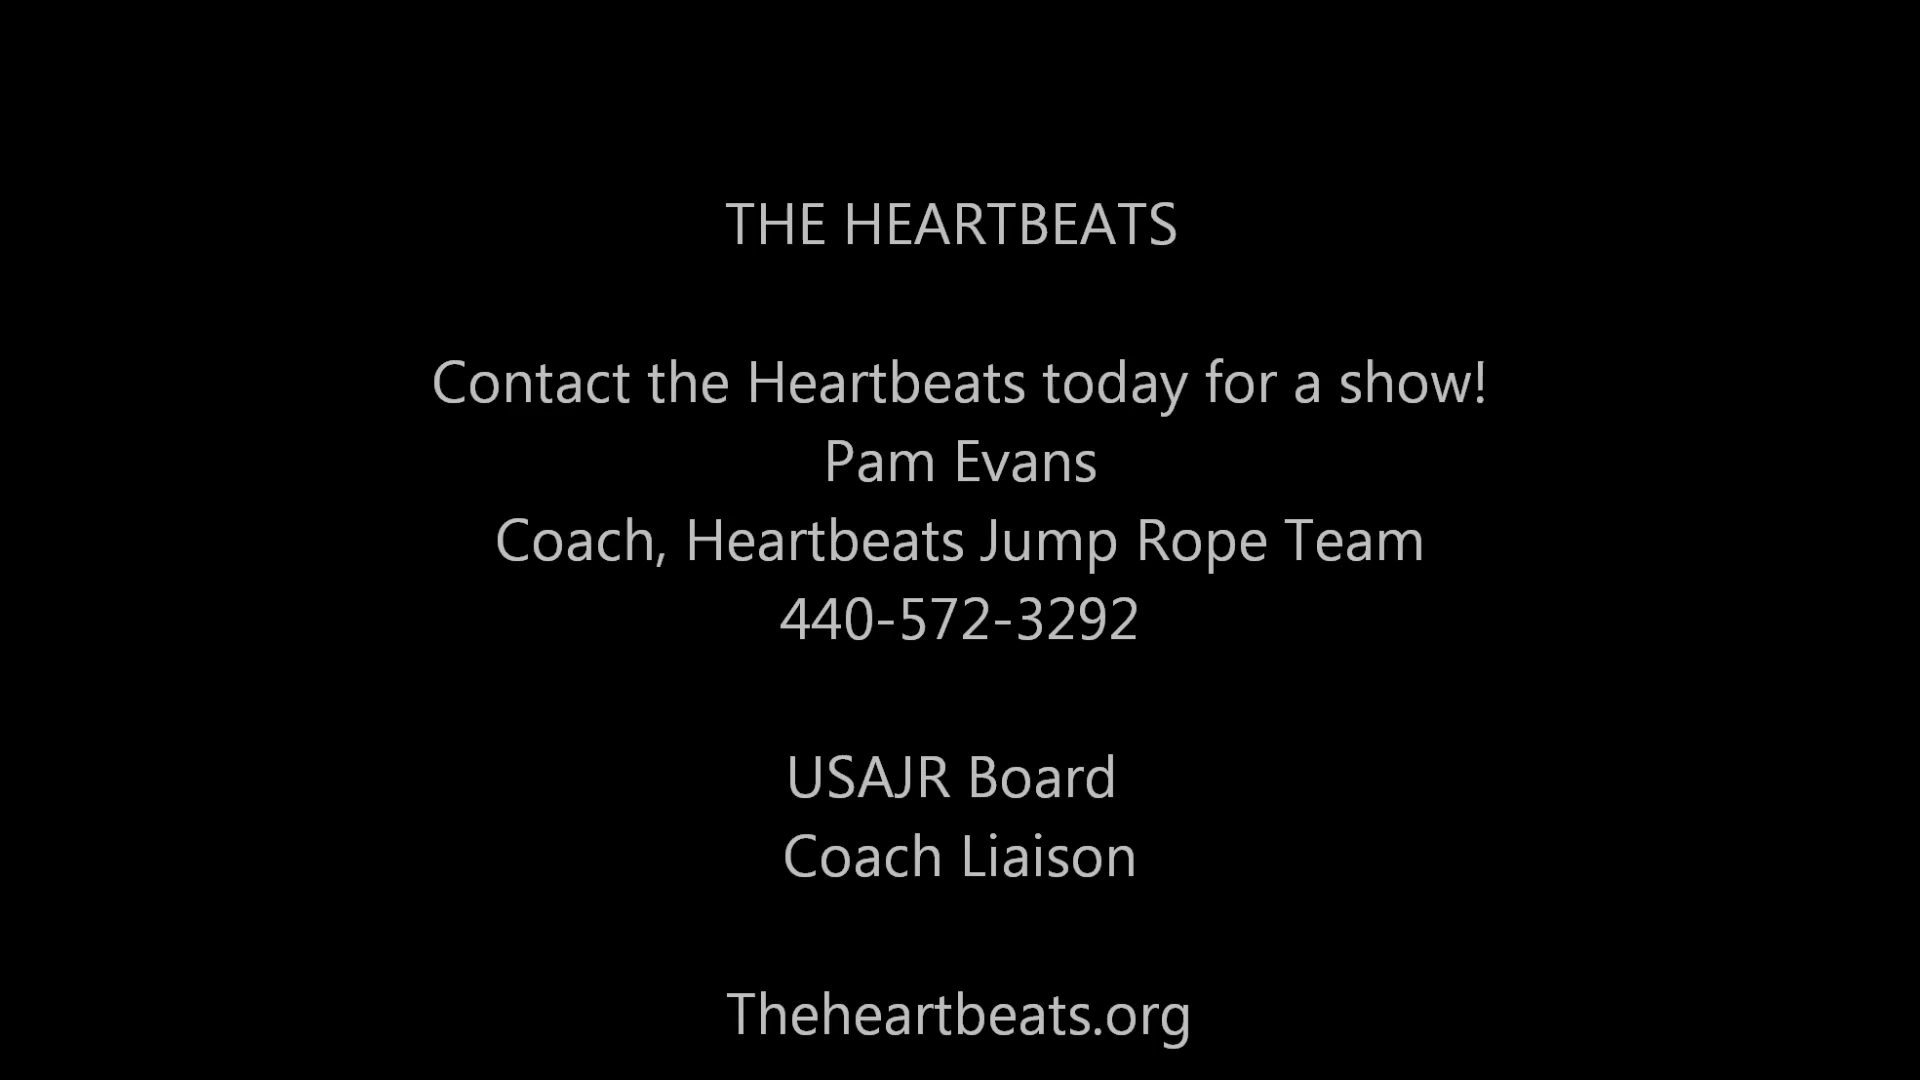 THE HEARTBEATS
Contact the Heartbeats today for a show!
Pam Evans
Coach, Heartbeats Jump Rope Team
440-572-3292
USAJR Board
Coach Liaison
Theheartbeats.org